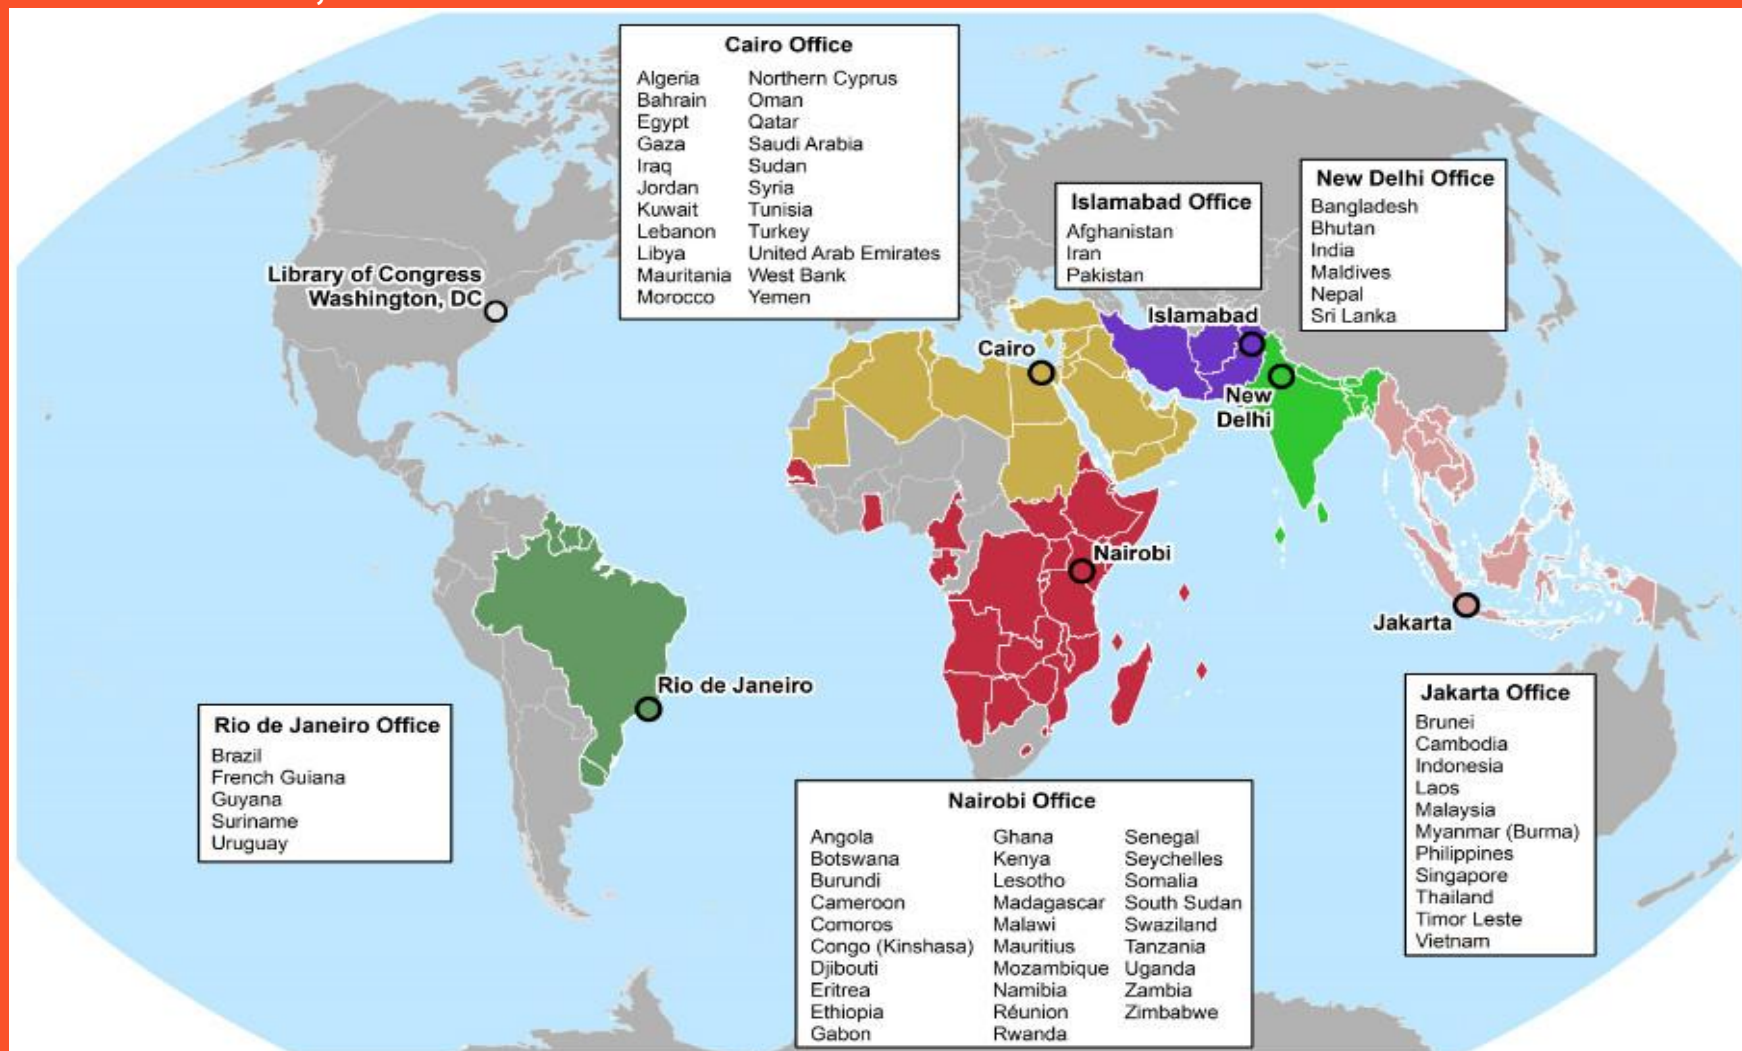 Cairo Office
Algeria Northern Cyprus
Bahrain Oman
Egypt Qatar
Gaza Saudi Arabia
Iraq Sudan
Jordan Syria
Kuwait Tunisia
Lebanon Turkey
Libya United Arab Emirates
Mauritania West Bank
Morocco Yemen
Islamabad Office
Afghanistan
Iran
Pakistan
New Delhi Office
Bangladesh
Bhutan
India
Maldives
Nepal
Sri Lanka
Library of Congress
Washington, DC
Islamabad
Cairo
New
Delhi
Nairobi
Jakarta
Rio de Janeiro
Rio de Janeiro Office
Brazil
French Guiana
Guyana
Suriname
Uruguay
Nairobi Office
Angola Ghana Senegal
Botswana Kenya Seychelles
Burundi Lesotho Somalia
Cameroon Madagascar South Sudan
Comoros Malawi Swaziland
Congo (Kinshasa) Mauritius Tanzania
Djibouti Mozambique Uganda
Eritrea Namibia Zambia
Ethiopia Réunion Zimbabwe
Gabon Rwanda
Jakarta Office
Brunei
Cambodia
Indonesia
Laos
Malaysia
Myanmar (Burma)
Philippines
Singapore
Thailand
Timor Leste
Vietnam